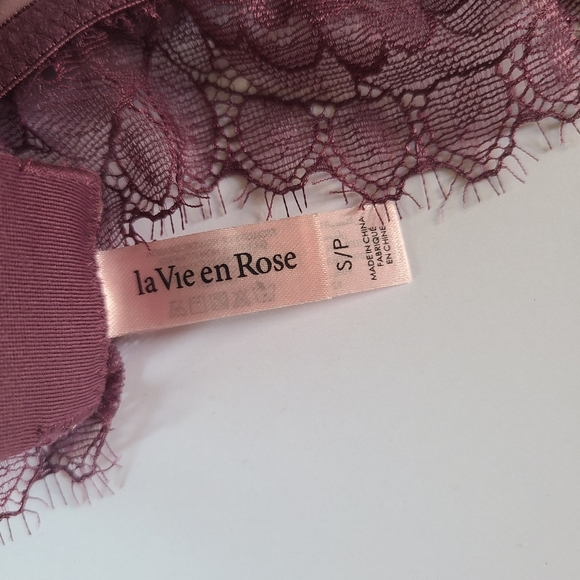 la Vie en Rose
S/P
MADE IN CHINA
FABRIQUÉ
EN CHINE